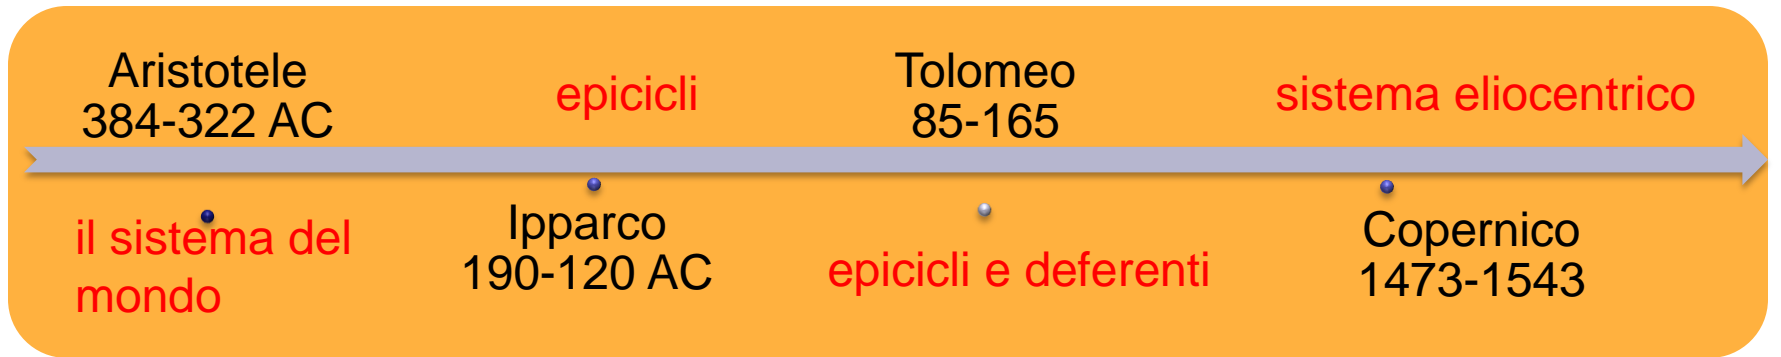 Aristotele
384-322 AC
il sistema del
mondo
epicicli
Ipparco
190-120 AC
Tolomeo
85-165
epicicli e deferenti
sistema eliocentrico
Copernico
1473-1543